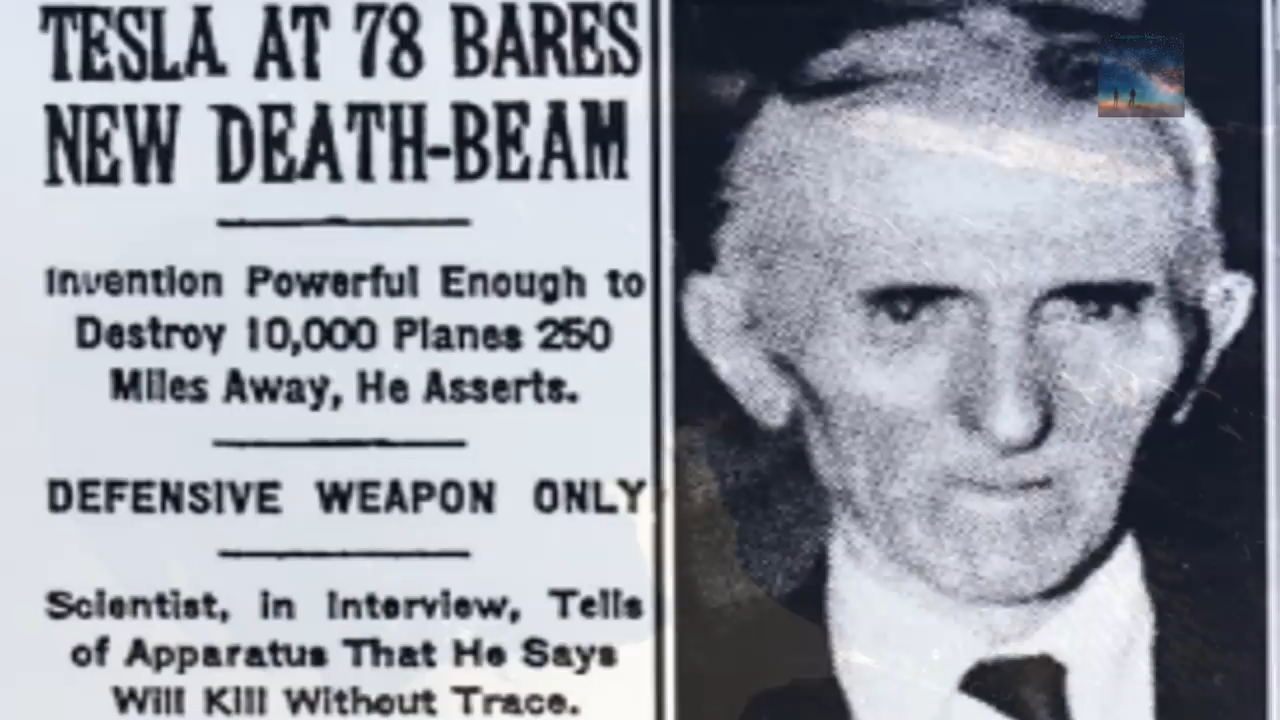 TESLA AT 78 BARES
NEW DEATH-BEAM
Invention Powerful Enough to
Destroy 10,000 Planes 250
Miles Away, He Asserts.
DEFENSIVE WEAPON ONLY
Scientist, in Interview, Tells
of Apparatus That He Says
Will Kill Without Trace.